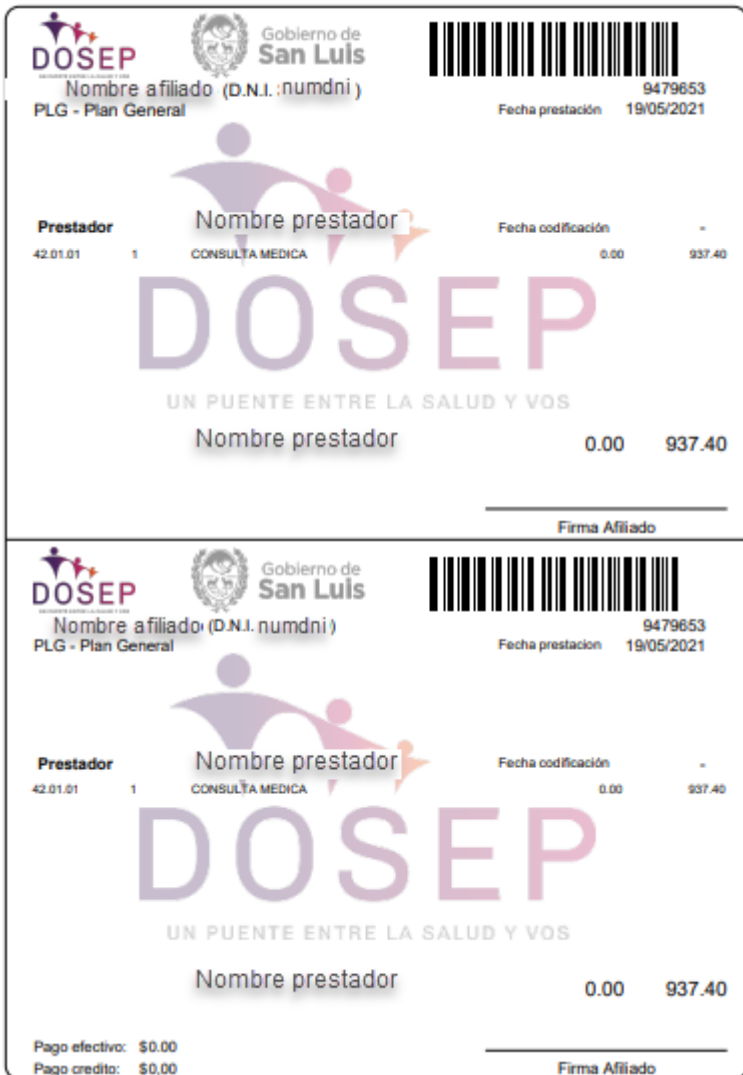 DOSEP
Gobierno de
San Luis
9479653
Nombre afiliado (D.N.I. numdni )
PLG - Plan General
Fecha prestación 19/05/2021
Prestador Nombre prestador Fecha codificación -
42.01.01 1 CONSULTA MEDICA 0.00 937.40
DOSEP
UN PUENTE ENTRE LA SALUD Y VOS
Nombre prestador 0.00 937.40
Firma Afiliado
DOSEP
Gobierno de
San Luis
9479653
Nombre afiliado (D.N.I. numdni )
PLG - Plan General
Fecha prestacion 19/05/2021
Prestador Nombre prestador Fecha codificación -
42.01.01 1 CONSULTA MEDICA 0.00 937.40
DOSEP
UN PUENTE ENTRE LA SALUD Y VOS
Nombre prestador 0.00 937.40
Pago efectivo: $0.00
Pago credito: $0,00 Firma Afiliado